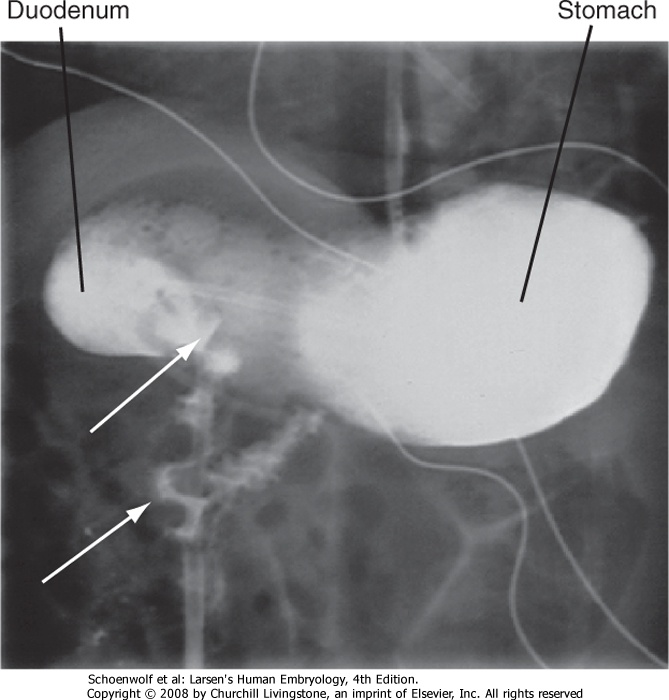 Duodenum Stomach
Schoenwolf et al: Larsen's Human Embryology, 4th Edition.
Copyright © 2008 by Churchill Livingstone, an imprint of Elsevier, Inc. All rights reserved